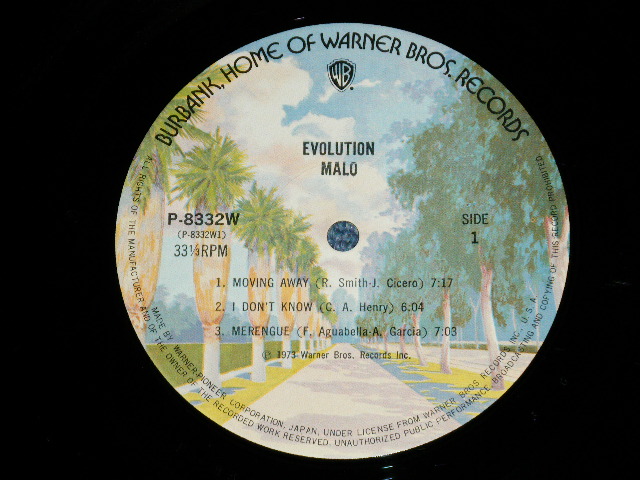 BURBANK, HOME OF WARNER BROS. RECORDS
WB
EVOLUTION
MALO
P-8332W
(P-8332W1)
33⅓RPM
SIDE
1
1. MOVING AWAY (R. Smith-J. Cicero) 7:17
2. I DON'T KNOW (C. A. Henry) 6:04
3. MERENGUE (F. Aguabella-A. Garcia) 7:03
℗ 1973 Warner Bros. Records Inc.
MADE BY WARNER-PIONEER CORPORATION, JAPAN, UNDER LICENSE FROM WARNER BROS RECORDS INC., U.S.A.
ALL RIGHTS OF THE MANUFACTURER AND OF THE OWNER OF THE RECORDED WORK RESERVED. UNAUTHORIZED PUBLIC PERFORMANCE, BROADCASTING AND COPYING OF THIS RECORD PROHIBITED